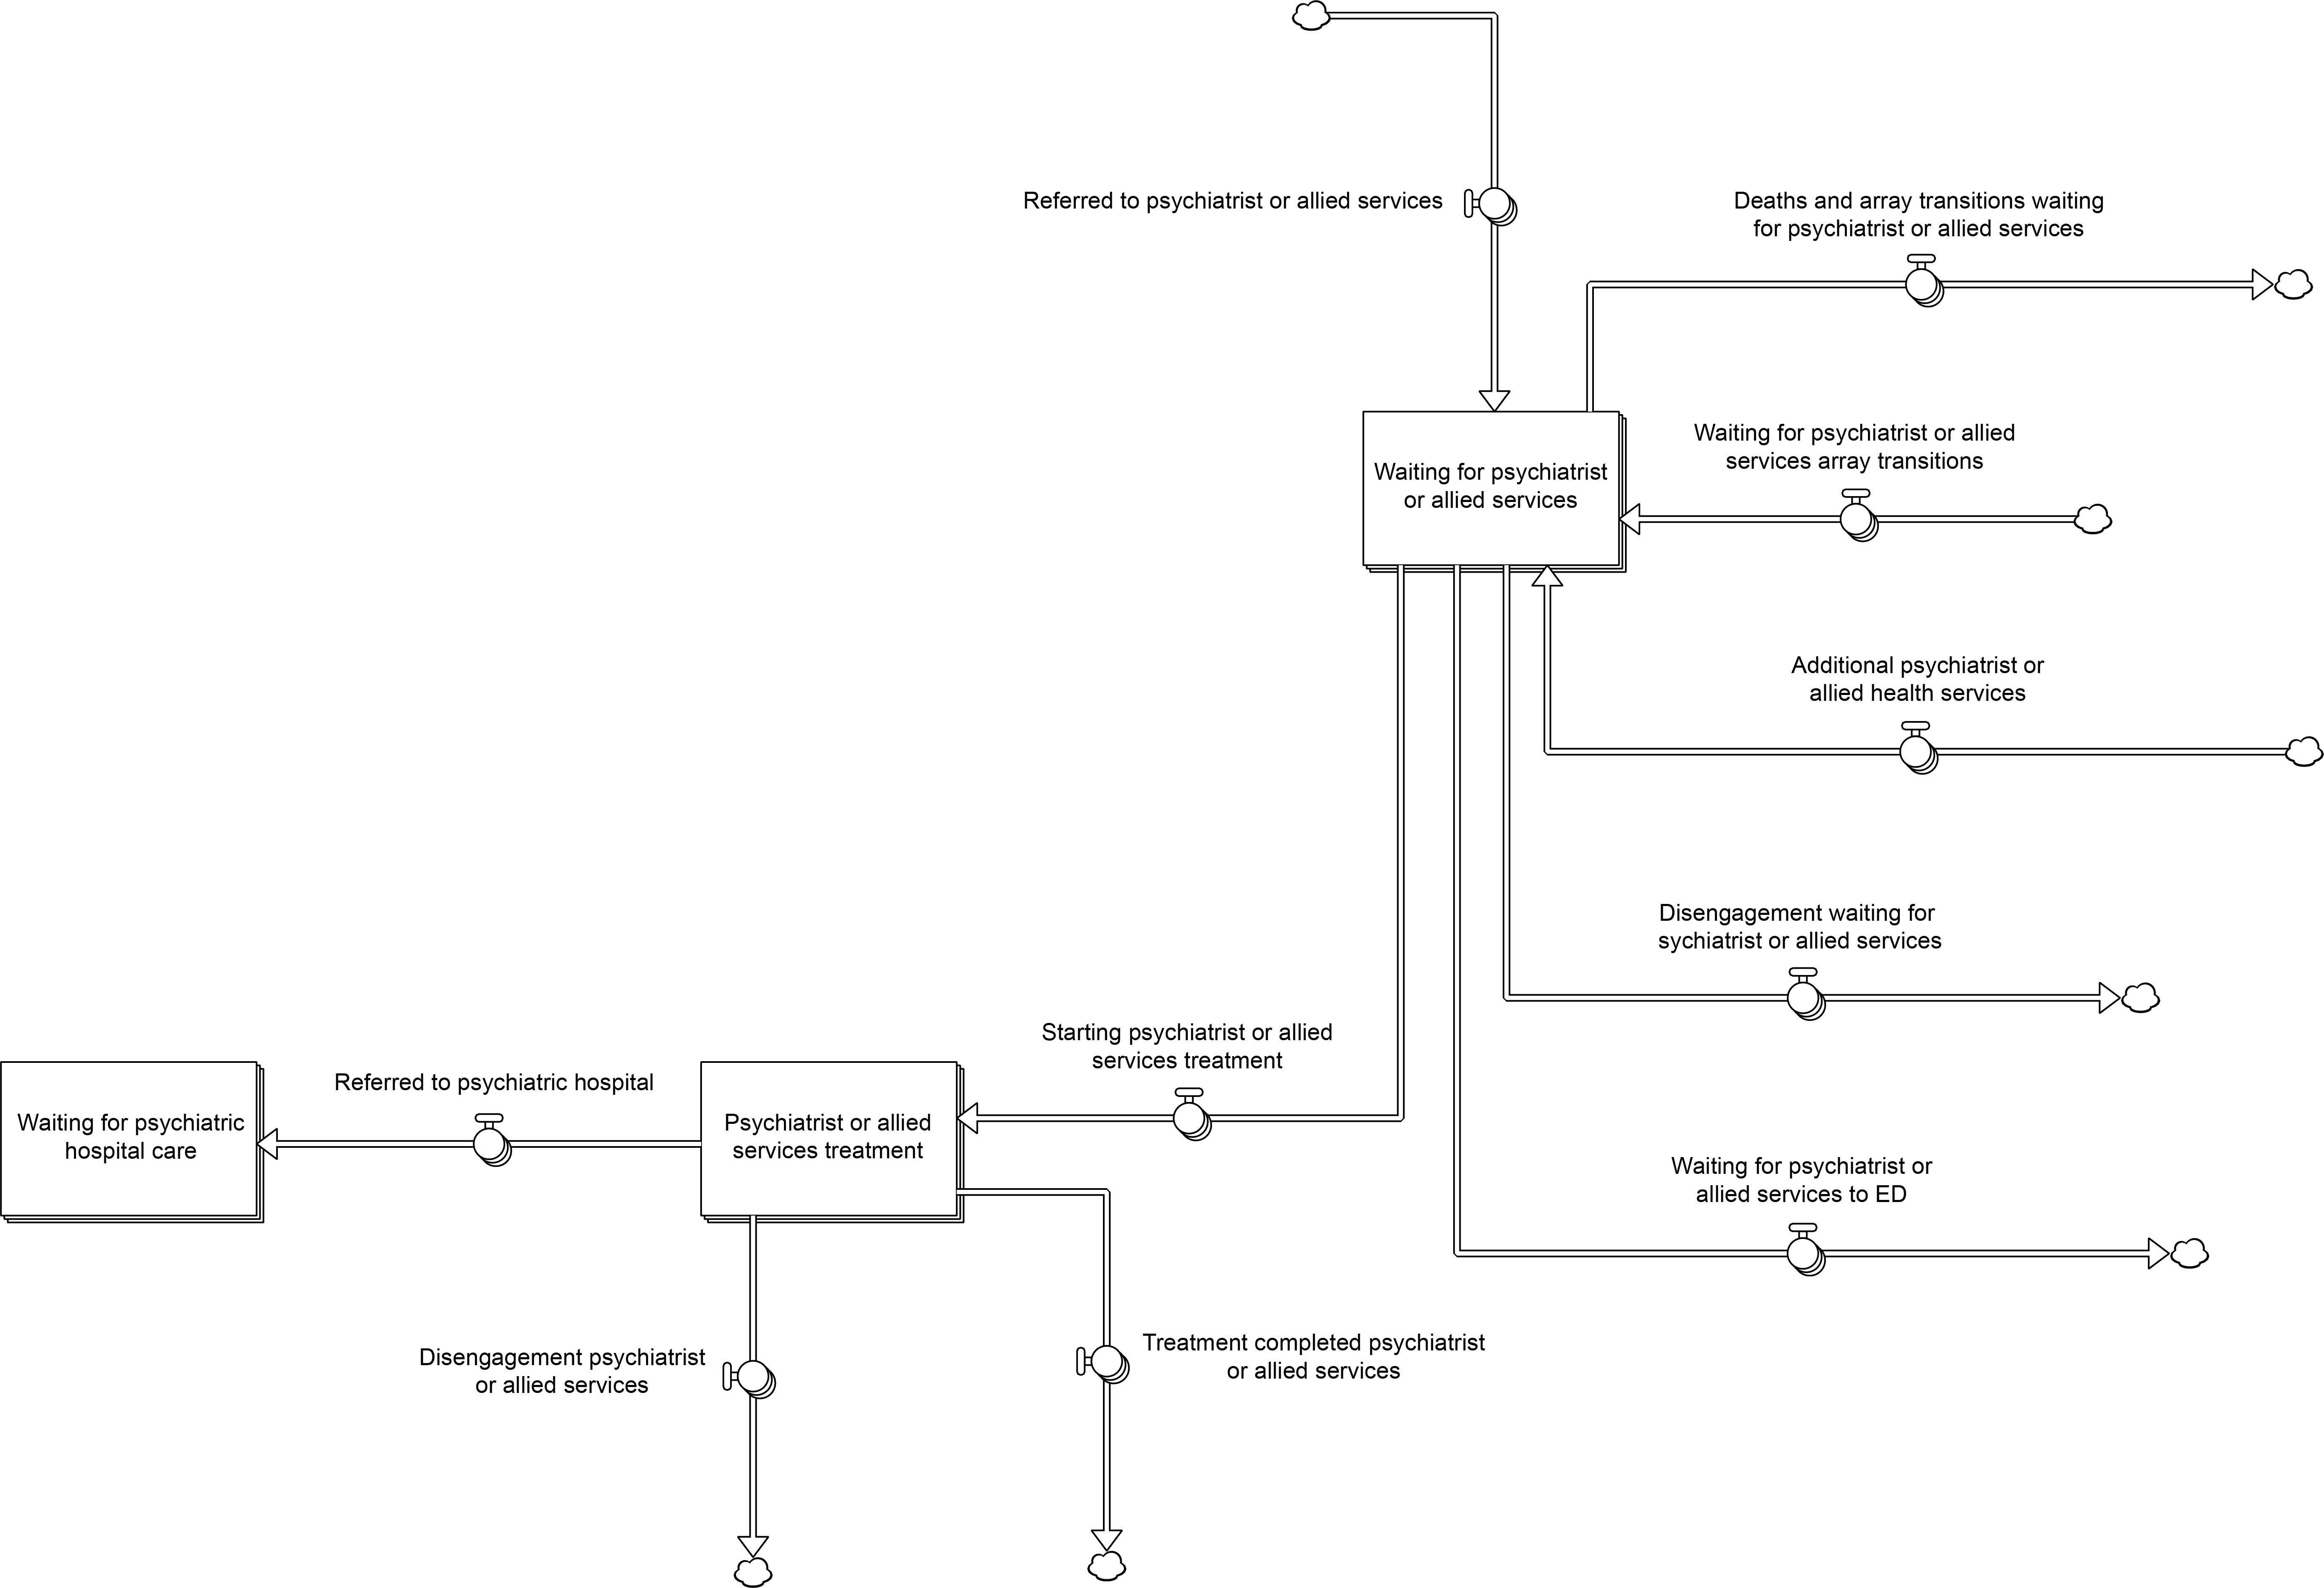 Referred to psychiatrist or allied services
Deaths and array transitions waiting
for psychiatrist or allied services
Waiting for psychiatrist or allied
services array transitions
Waiting for psychiatrist
or allied services
Additional psychiatrist or
allied health services
Disengagement waiting for
sychiatrist or allied services
Starting psychiatrist or allied
services treatment
Referred to psychiatric hospital
Waiting for psychiatric
hospital care
Psychiatrist or allied
services treatment
Waiting for psychiatrist or
allied services to ED
Disengagement psychiatrist
or allied services
Treatment completed psychiatrist
or allied services